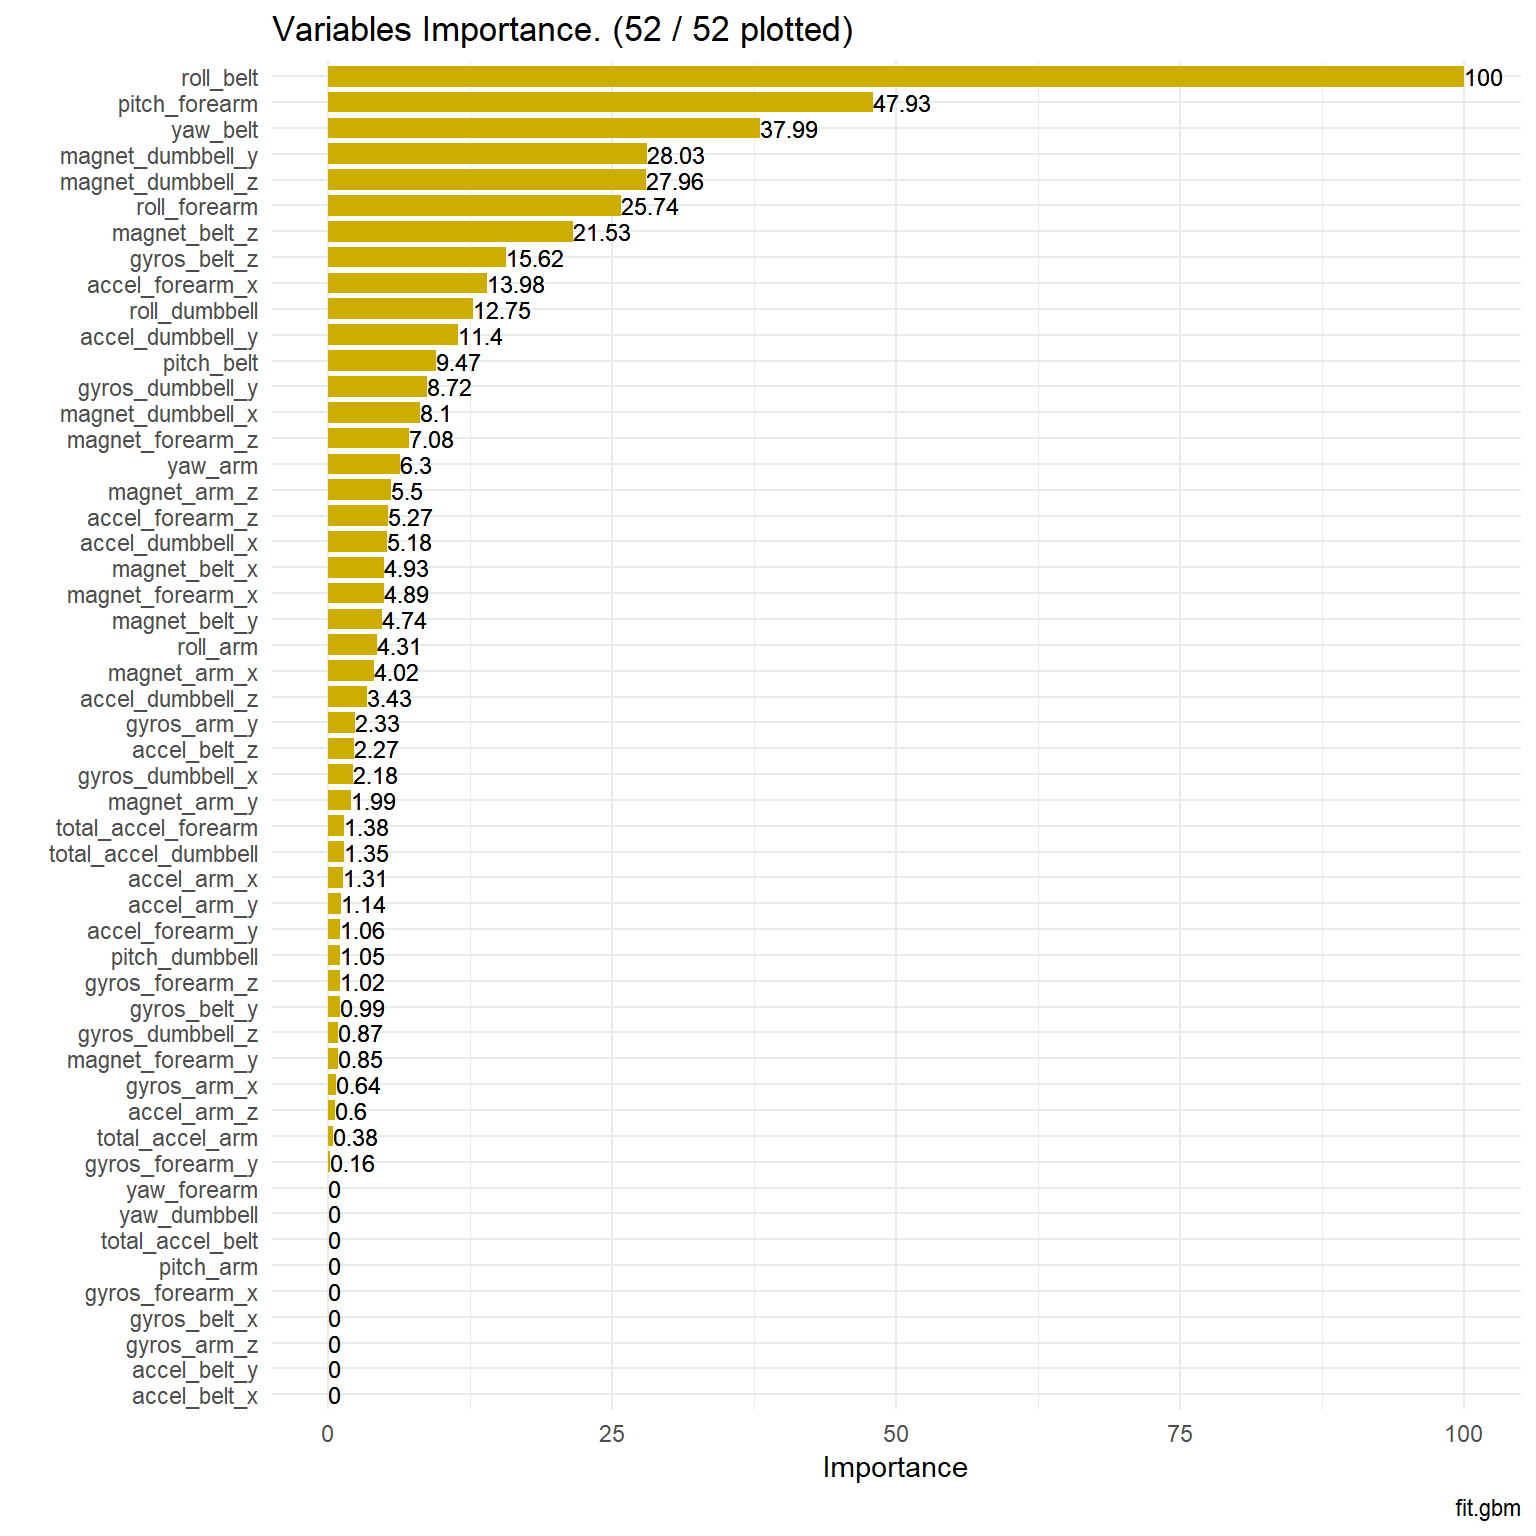 Variables Importance. (52 / 52 plotted)
roll_belt 100
pitch_forearm 47.93
yaw_belt 37.99
magnet_dumbbell_y 28.03
magnet_dumbbell_z 27.96
roll_forearm 25.74
magnet_belt_z 21.53
gyros_belt_z 15.62
accel_forearm_x 13.98
roll_dumbbell 12.75
accel_dumbbell_y 11.4
pitch_belt 9.47
gyros_dumbbell_y 8.72
magnet_dumbbell_x 8.1
magnet_forearm_z 7.08
yaw_arm 6.3
magnet_arm_z 5.5
accel_forearm_z 5.27
accel_dumbbell_x 5.18
magnet_belt_x 4.93
magnet_forearm_x 4.89
magnet_belt_y 4.74
roll_arm 4.31
magnet_arm_x 4.02
accel_dumbbell_z 3.43
gyros_arm_y 2.33
accel_belt_z 2.27
gyros_dumbbell_x 2.18
magnet_arm_y 1.99
total_accel_forearm 1.38
total_accel_dumbbell 1.35
accel_arm_x 1.31
accel_arm_y 1.14
accel_forearm_y 1.06
pitch_dumbbell 1.05
gyros_forearm_z 1.02
gyros_belt_y 0.99
gyros_dumbbell_z 0.87
magnet_forearm_y 0.85
gyros_arm_x 0.64
accel_arm_z 0.6
total_accel_arm 0.38
gyros_forearm_y 0.16
yaw_forearm 0
yaw_dumbbell 0
total_accel_belt 0
pitch_arm 0
gyros_forearm_x 0
gyros_belt_x 0
gyros_arm_z 0
accel_belt_y 0
accel_belt_x 0
0 25 50 75 100
Importance
fit.gbm